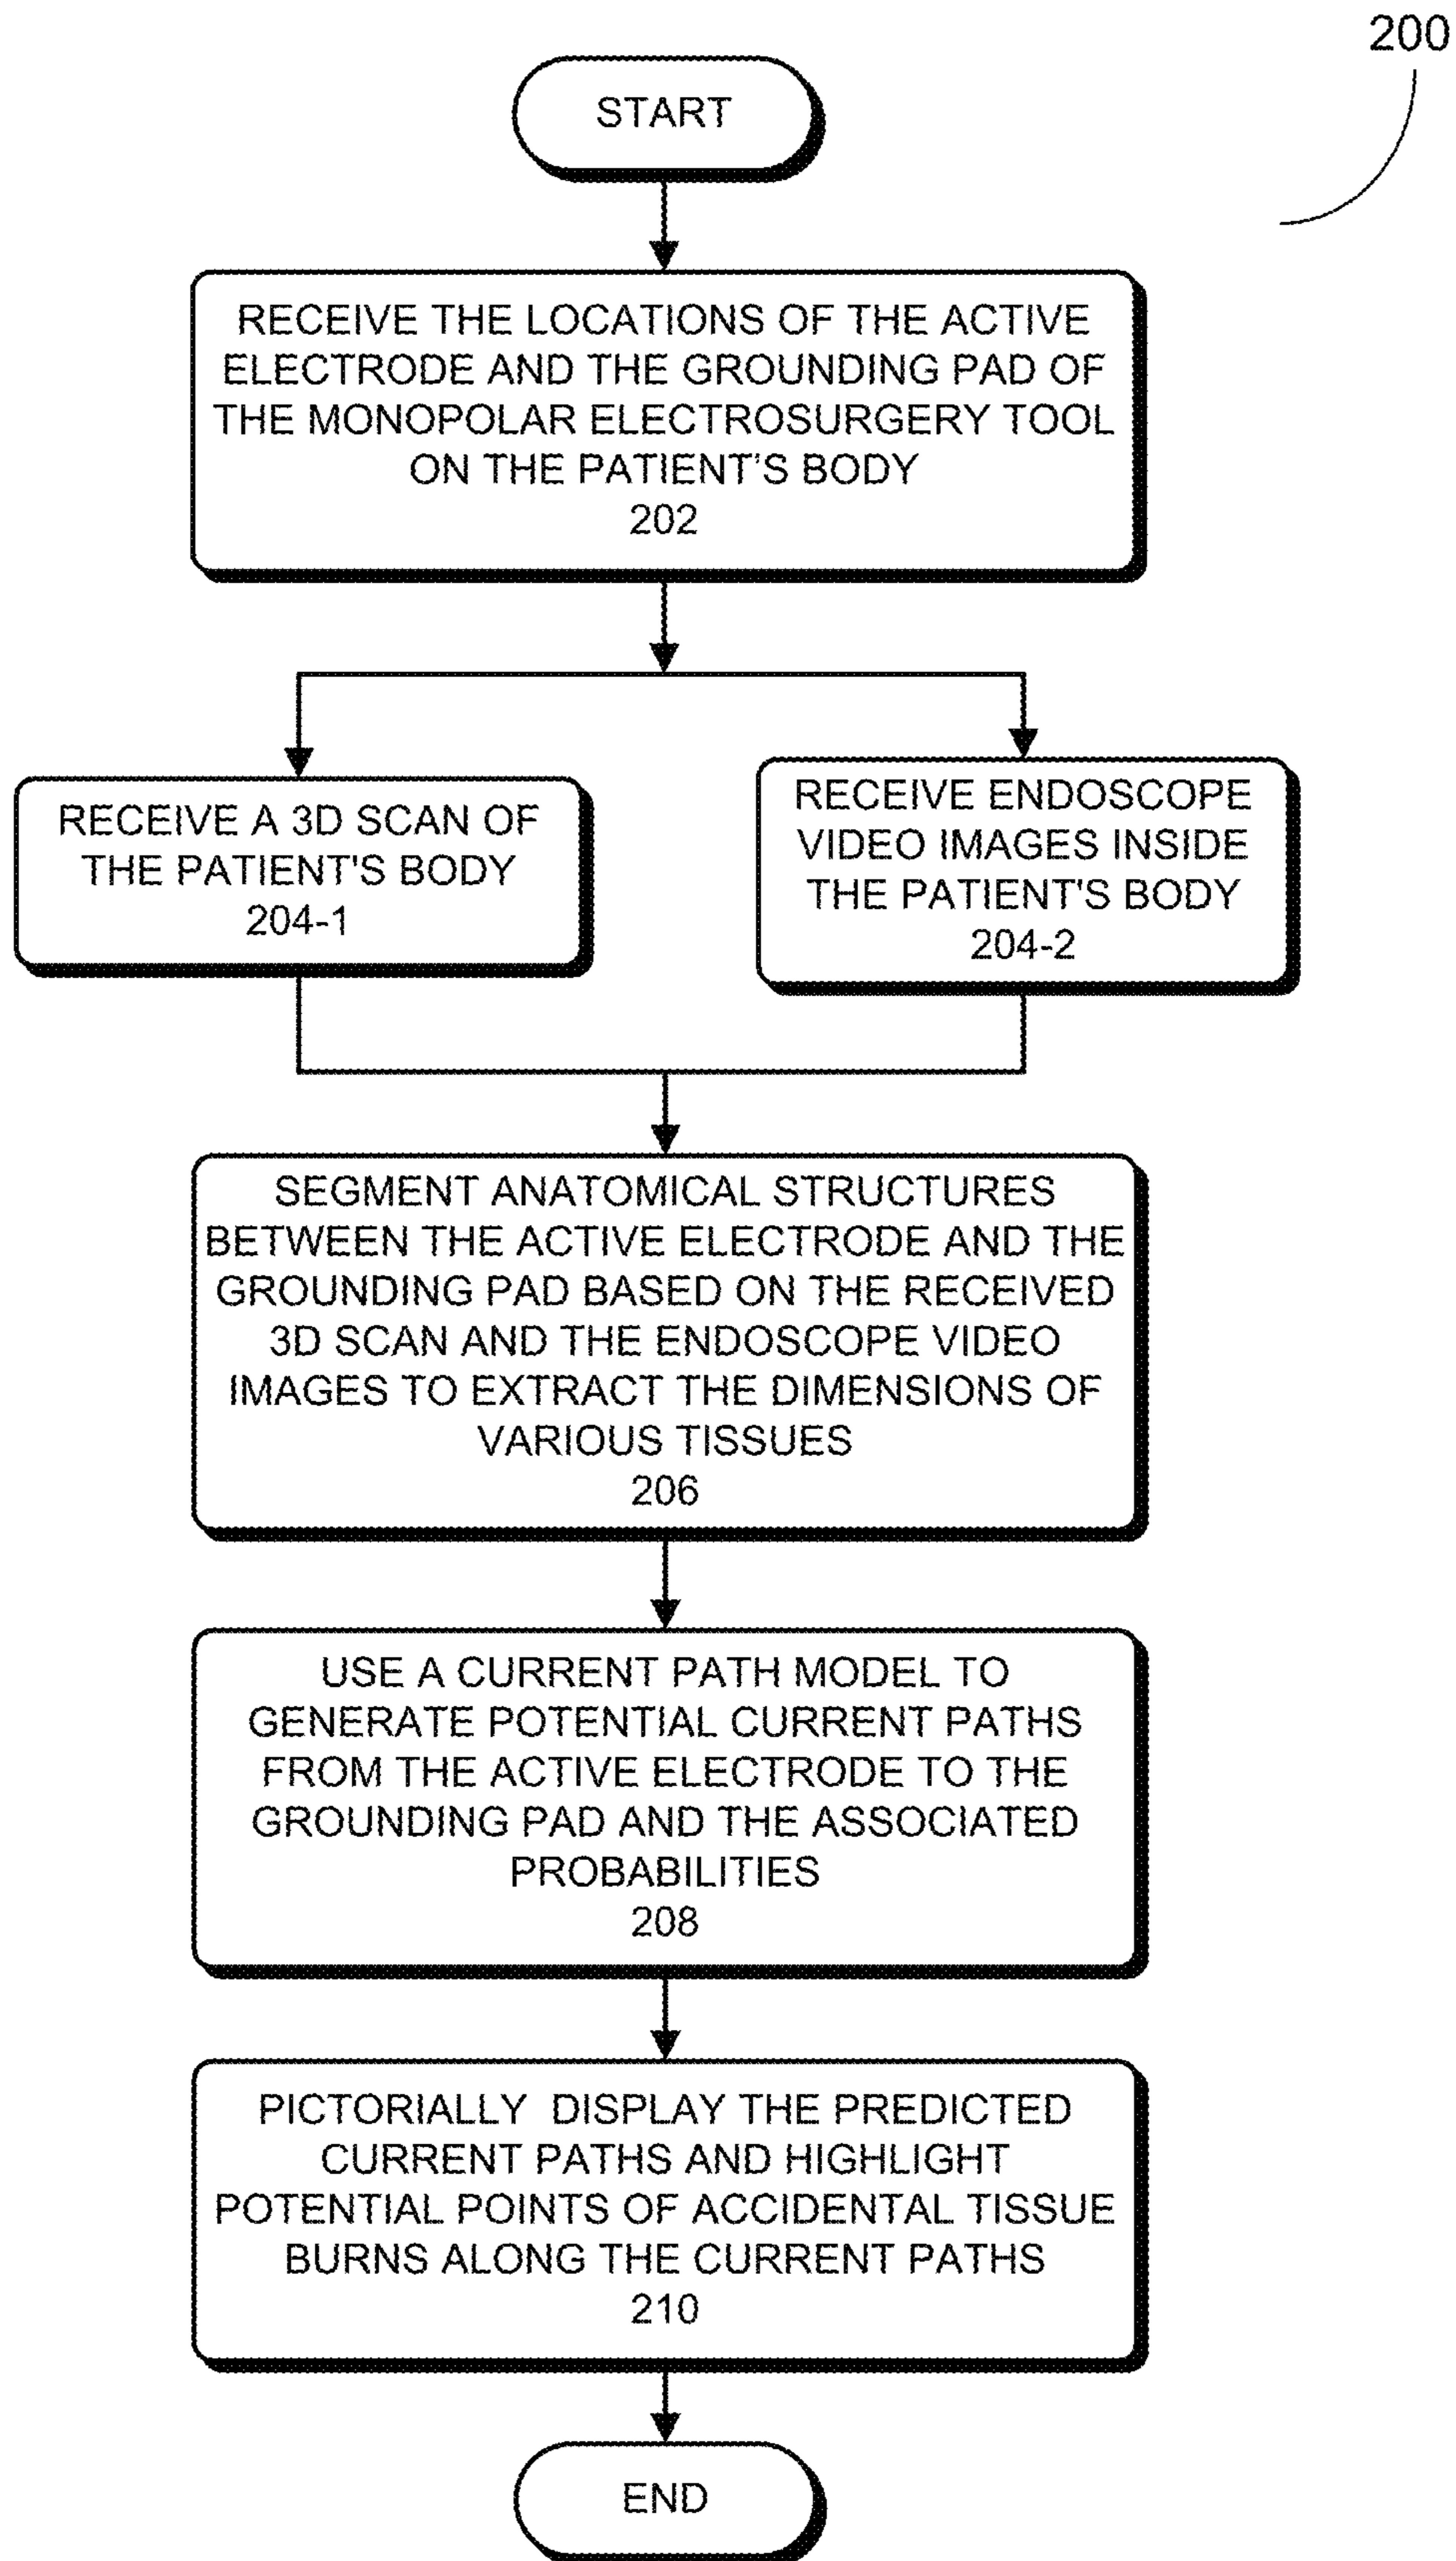 200
START
RECEIVE THE LOCATIONS OF THE ACTIVE
ELECTRODE AND THE GROUNDING PAD OF
THE MONOPOLAR ELECTROSURGERY TOOL
ON THE PATIENT'S BODY
202
RECEIVE A 3D SCAN OF
THE PATIENT'S BODY
204-1
RECEIVE ENDOSCOPE
VIDEO IMAGES INSIDE
THE PATIENT'S BODY
204-2
SEGMENT ANATOMICAL STRUCTURES
BETWEEN THE ACTIVE ELECTRODE AND THE
GROUNDING PAD BASED ON THE RECEIVED
3D SCAN AND THE ENDOSCOPE VIDEO
IMAGES TO EXTRACT THE DIMENSIONS OF
VARIOUS TISSUES
206
USE A CURRENT PATH MODEL TO
GENERATE POTENTIAL CURRENT PATHS
FROM THE ACTIVE ELECTRODE TO THE
GROUNDING PAD AND THE ASSOCIATED
PROBABILITIES
208
PICTORIALLY DISPLAY THE PREDICTED
CURRENT PATHS AND HIGHLIGHT
POTENTIAL POINTS OF ACCIDENTAL TISSUE
BURNS ALONG THE CURRENT PATHS
210
END